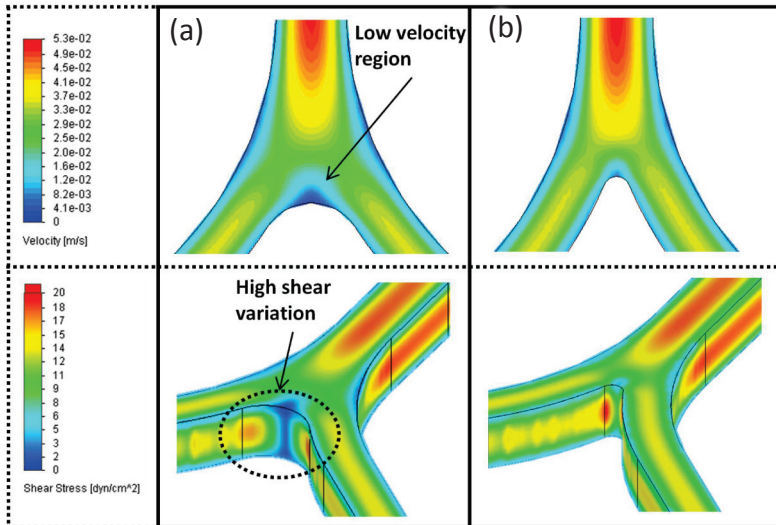 (a)
Low velocity
region
(b)
5.3e-02
4.9e-02
4.5e-02
4.1e-02
3.7e-02
3.3e-02
2.9e-02
2.5e-02
2.0e-02
1.6e-02
1.2e-02
8.2e-03
4.1e-03
0
Velocity [m/s]
High shear
variation
20
18
17
15
14
12
11
9
8
6
5
3
2
0
Shear Stress [dyn/cm^2]